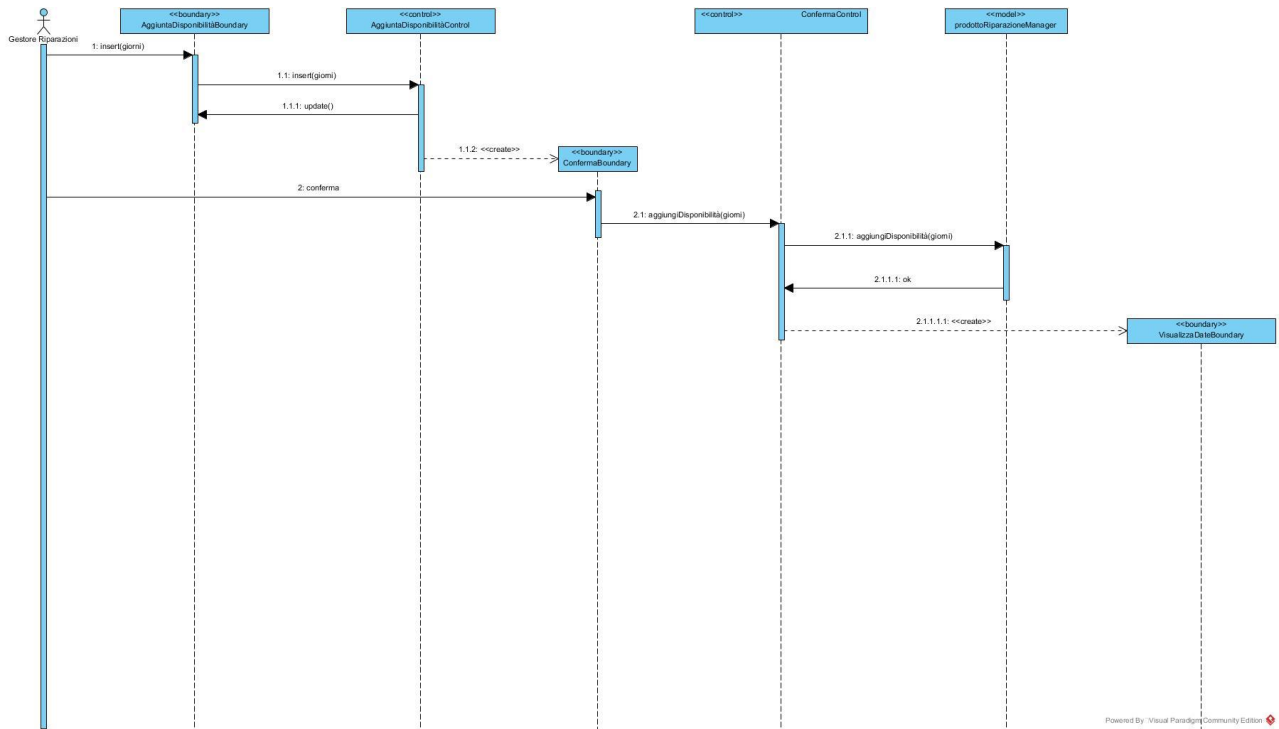 <<boundary>>
AggiuntaDisponibilitàBoundary
<<control>>
AggiuntaDisponibilitàControl
<<control>> ConfermaControl
<<model>>
prodottoRiparazioneManager
Gestore Riparazioni
1: insert(giorni)
1.1: insert(giorni)
1.1.1: update()
1.1.2: <<create>>
<<boundary>>
ConfermaBoundary
2: conferma
2.1: aggiungiDisponibilità(giorni)
2.1.1: aggiungiDisponibilità(giorni)
2.1.1.1: ok
2.1.1.1.1: <<create>>
<<boundary>>
VisualizzaDateBoundary
Powered By Visual Paradigm Community Edition